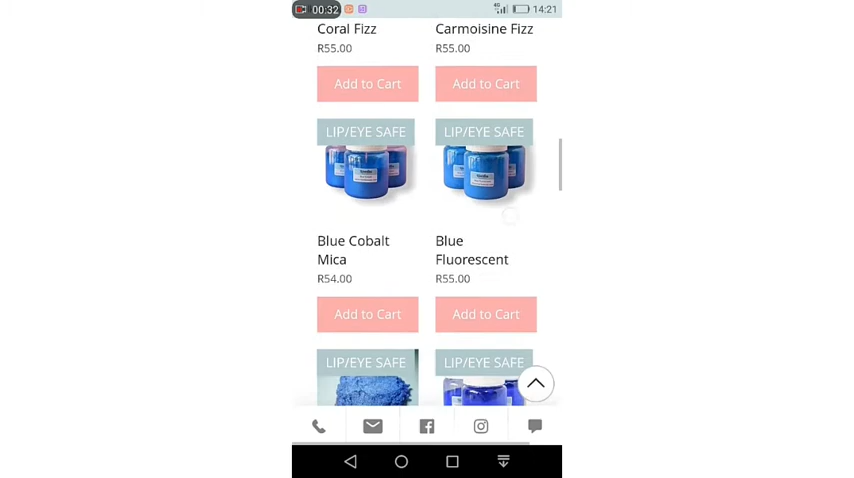 00:32
4G
14:21
Coral Fizz
Carmoisine Fizz
R55.00
R55.00
Add to Cart
Add to Cart
LIP/EYE SAFE
LIP/EYE SAFE
Blue Cobalt
Mica
Blue
Fluorescent
R54.00
R55.00
Add to Cart
Add to Cart
LIP/EYE SAFE
LIP/EYE SAFE